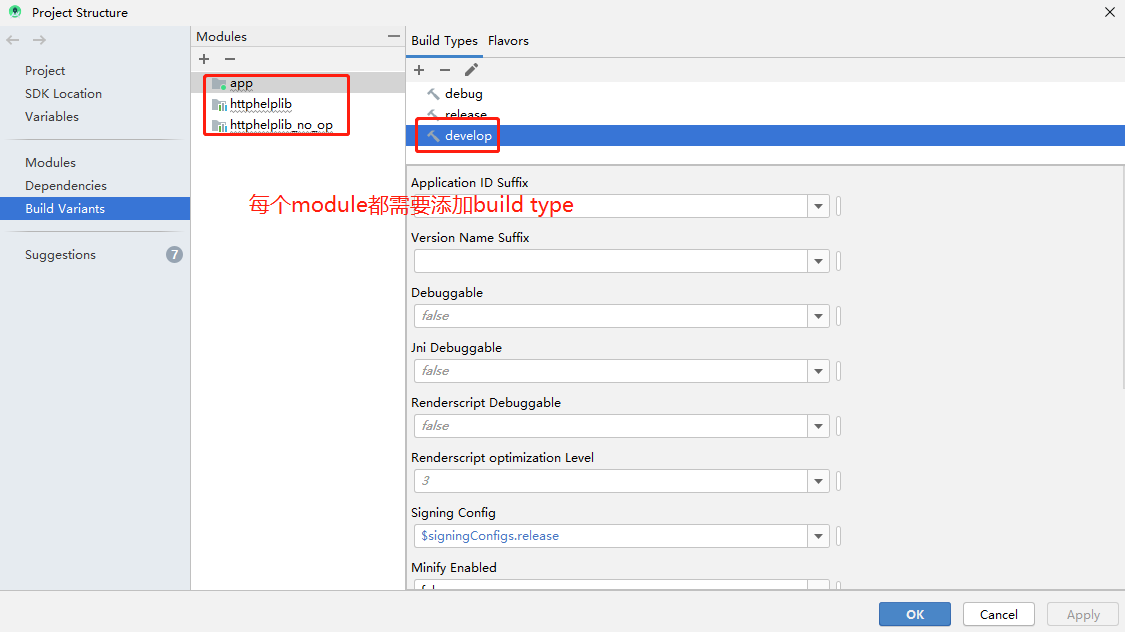 Project Structure
Modules
Build Types Flavors
Project
SDK Location
Variables
Modules
Dependencies
Build Variants
Suggestions 7
app
httphelplib
httphelplib_no_op
debug
release
develop
每个module都需要添加build type
Application ID Suffix
Version Name Suffix
Debuggable
false
Jni Debuggable
false
Renderscript Debuggable
false
Renderscript optimization Level
3
Signing Config
$signingConfigs.release
Minify Enabled
OK Cancel Apply